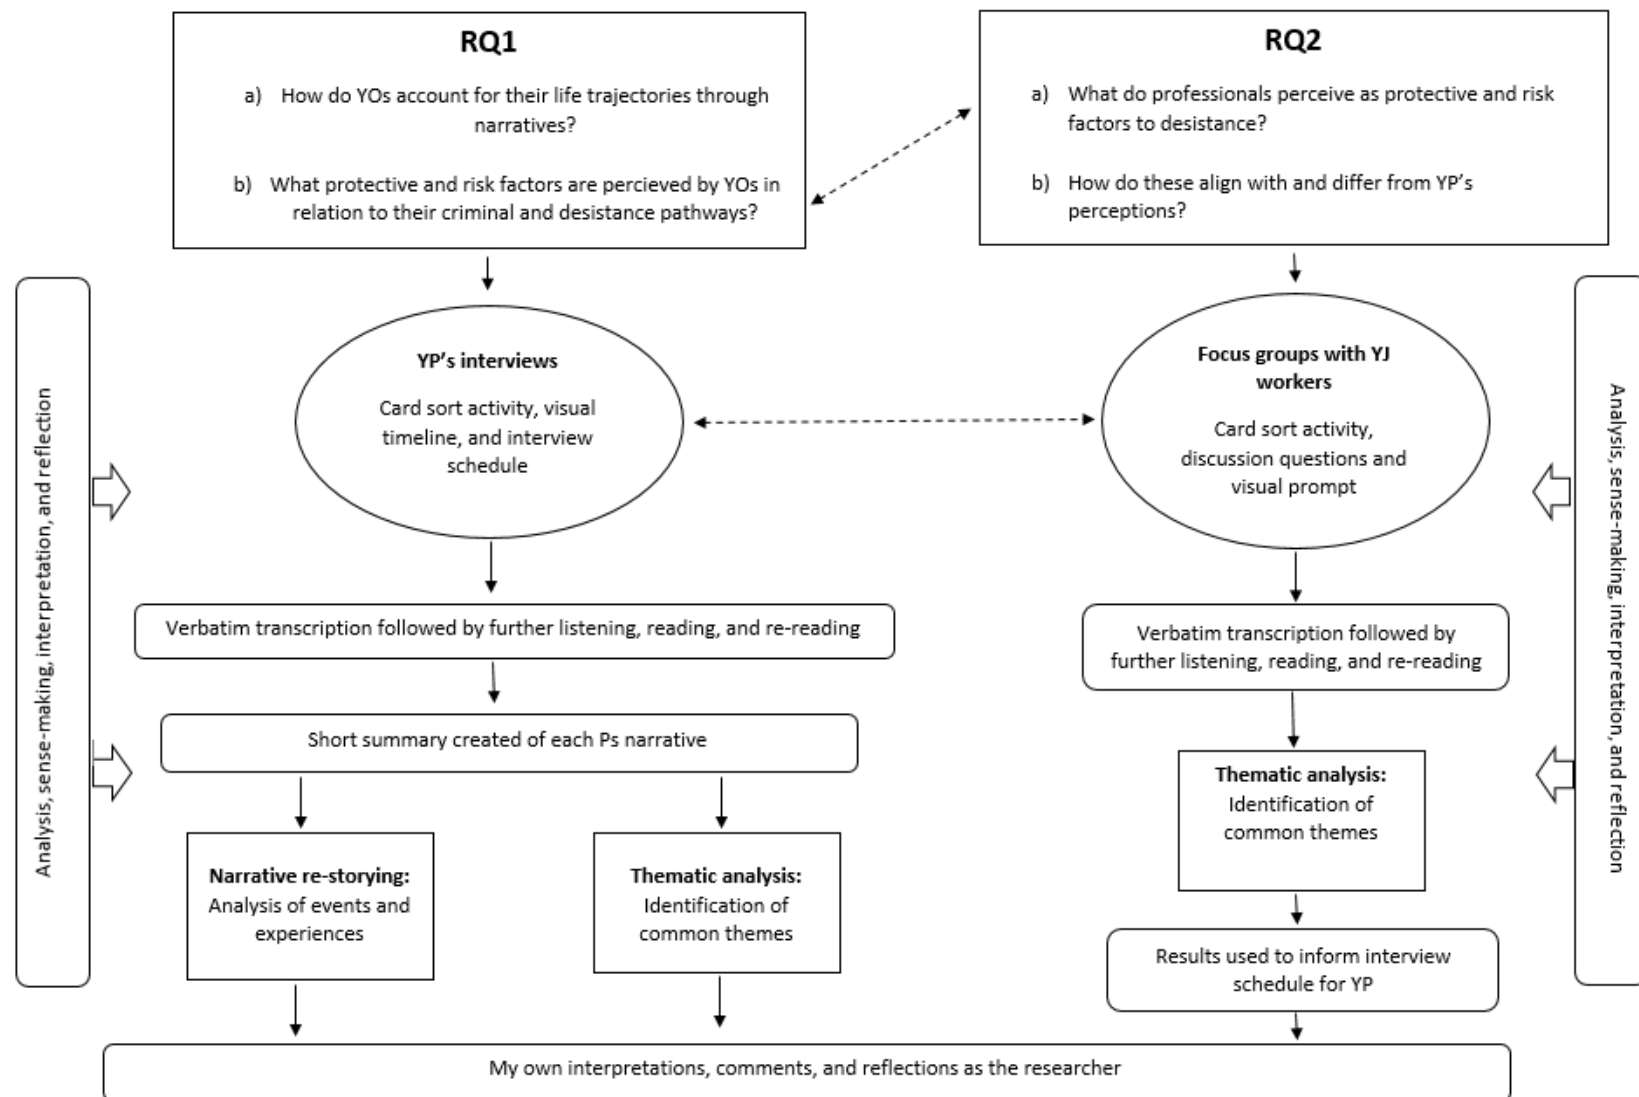 RQ1
a) How do YOs account for their life trajectories through
narratives?
b) What protective and risk factors are percieved by YOs in
relation to their criminal and desistance pathways?
RQ2
a) What do professionals perceive as protective and risk
factors to desistance?
b) How do these align with and differ from YP's
perceptions?
Analysis, sense-making, interpretation, and reflection
YP's interviews
Card sort activity, visual
timeline, and interview
schedule
Focus groups with YJ
workers
Card sort activity,
discussion questions and
visual prompt
Analysis, sense-making, interpretation, and reflection
Verbatim transcription followed by further listening, reading, and re-reading
Verbatim transcription followed by
further listening, reading, and re-reading
Short summary created of each Ps narrative
Narrative re-storying:
Analysis of events and
experiences
Thematic analysis:
Identification of
common themes
Thematic analysis:
Identification of
common themes
Results used to inform interview
schedule for YP
My own interpretations, comments, and reflections as the researcher